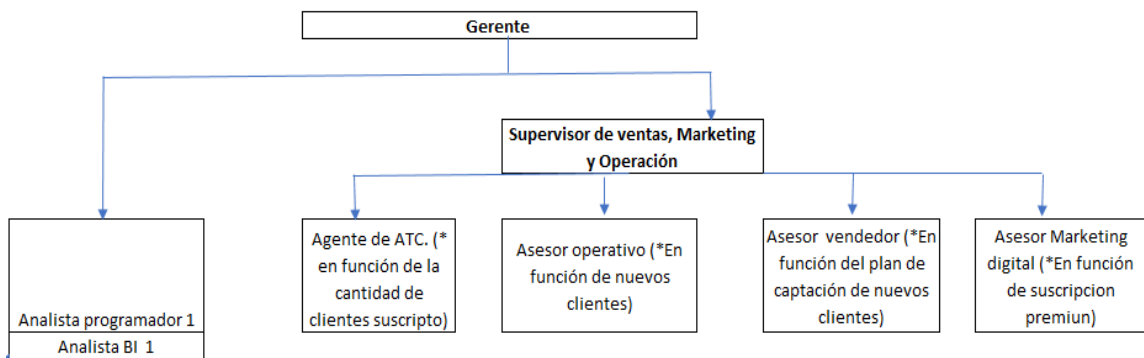 Gerente
Supervisor de ventas, Marketing
y Operación
Analista programador 1
Analista BI 1
Agente de ATC. (*
en función de la
cantidad de
clientes suscripto)
Asesor operativo (*En
función de nuevos
clientes)
Asesor vendedor (*En
función del plan de
captación de nuevos
clientes)
Asesor Marketing
digital (*En función
de suscripcion
premiun)